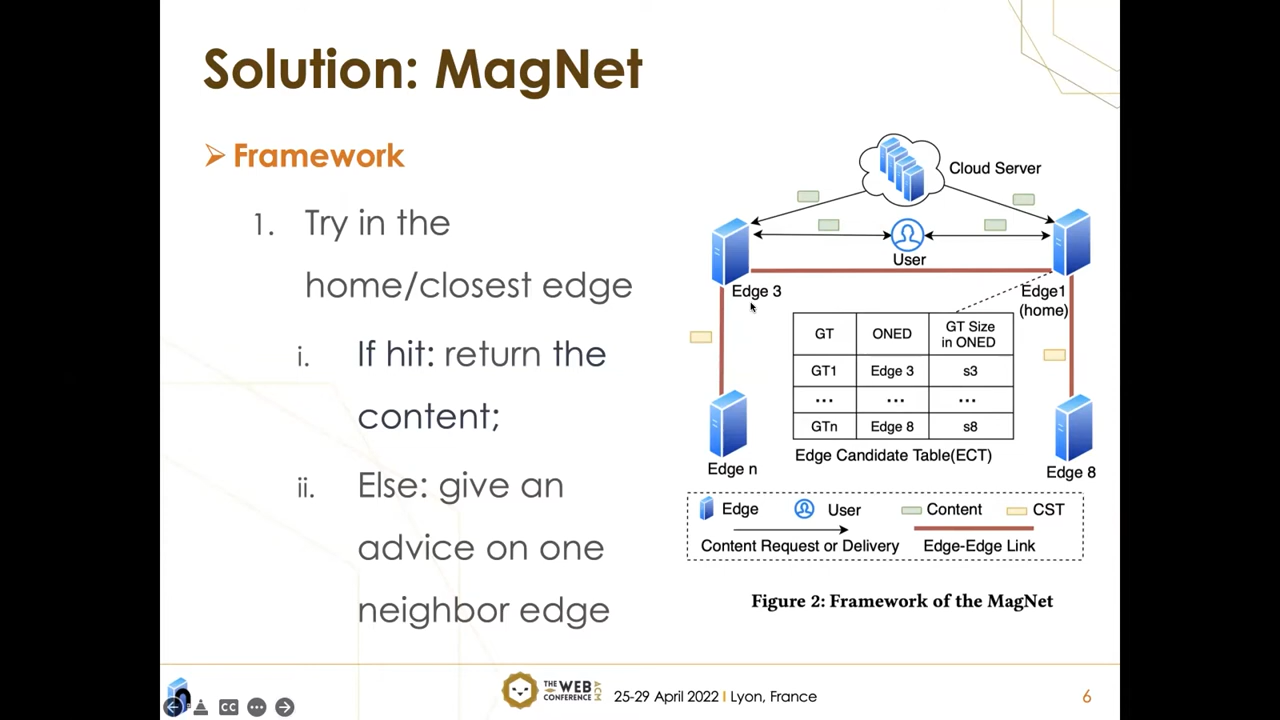 Solution: MagNet
➢ Framework
1. Try in the
home/closest edge
i. If hit: return the
content;
ii. Else: give an
advice on one
neighbor edge
Cloud Server
User
Edge 3
Edge1
(home)
GT ONED GT Size
in ONED
GT1 Edge 3 s3
... ... ...
GTn Edge 8 s8
Edge Candidate Table(ECT)
Edge n
Edge 8
Edge User Content CST
Content Request or Delivery Edge-Edge Link
Figure 2: Framework of the MagNet
THE WEB
CONFERENCE
ACM
25-29 April 2022 I Lyon, France
6
CC